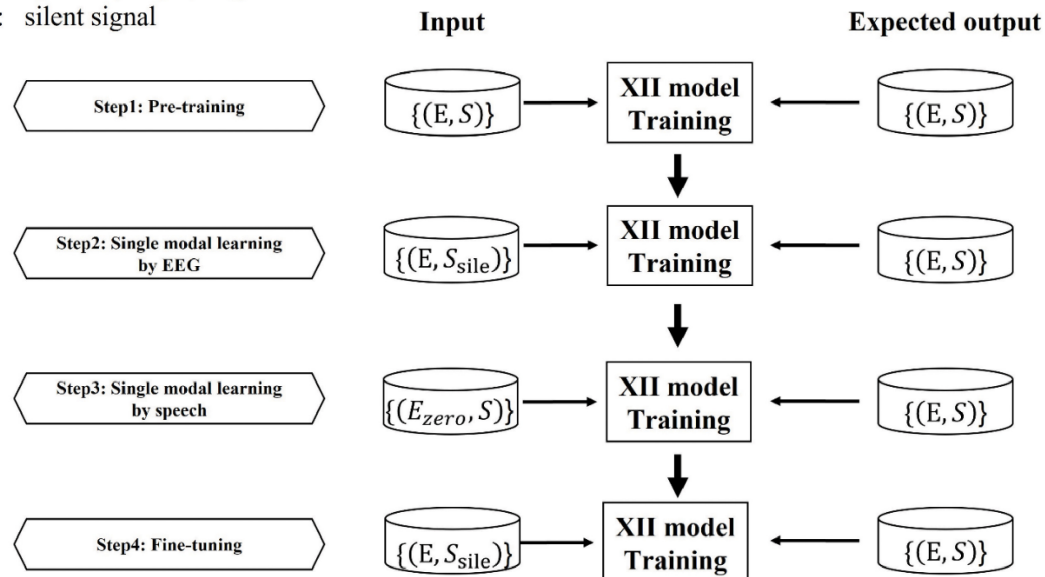 : silent signal
Input Expected output
Step1: Pre-training {(E, S)} XII model Training {(E, S)}
Step2: Single modal learning by EEG {(E, S_sile)} XII model Training {(E, S)}
Step3: Single modal learning by speech {(E_zero, S)} XII model Training {(E, S)}
Step4: Fine-tuning {(E, S_sile)} XII model Training {(E, S)}